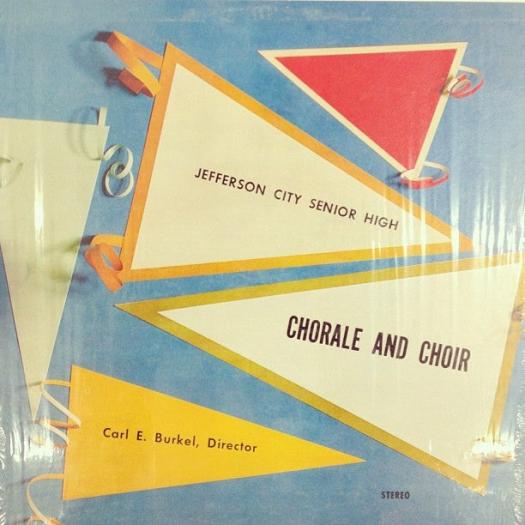 JEFFERSON CITY SENIOR HIGH
CHORALE AND CHOIR
Carl E. Burkel, Director
STEREO